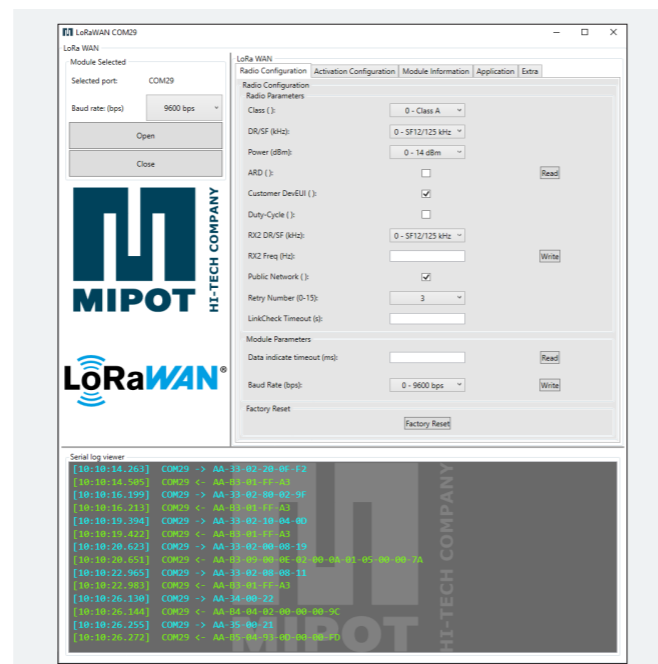 LoRaWAN COM29
LoRa WAN
Module Selected
Selected port: COM29
Baud rate: (bps) 9600 bps
Open
Close
MIPOT
HI-TECH COMPANY
LoRaWAN®
LoRa WAN
Radio Configuration Activation Configuration Module Information Application Extra
Radio Configuration
Radio Parameters
Class ( ): 0 - Class A
DR/SF (kHz): 0 - SF12/125 kHz
Power (dBm): 0 - 14 dBm
ARD ( ): Read
Customer DevEUI ( ):
Duty-Cycle ( ):
RX2 DR/SF (kHz): 0 - SF12/125 kHz
RX2 Freq (Hz): Write
Public Network ( ):
Retry Number (0-15): 3
LinkCheck Timeout (s):
Module Parameters
Data indicate timeout (ms): Read
Baud Rate (bps): 0 - 9600 bps Write
Factory Reset
Factory Reset
Serial log viewer
[10:10:14.263] COM29 -> AA-33-02-20-0F-F2
[10:10:14.505] COM29 <- AA-B3-01-FF-A3
[10:10:16.199] COM29 -> AA-33-02-80-02-9F
[10:10:16.213] COM29 <- AA-B3-01-FF-A3
[10:10:19.394] COM29 -> AA-33-02-10-04-0D
[10:10:19.422] COM29 <- AA-B3-01-FF-A3
[10:10:20.623] COM29 -> AA-33-02-00-08-19
[10:10:20.651] COM29 <- AA-B3-09-00-0E-02-00-0A-01-05-00-00-7A
[10:10:22.965] COM29 -> AA-33-02-08-08-11
[10:10:22.983] COM29 <- AA-B3-01-FF-A3
[10:10:26.130] COM29 -> AA-34-00-22
[10:10:26.144] COM29 <- AA-B4-04-02-00-00-00-9C
[10:10:26.255] COM29 -> AA-35-00-21
[10:10:26.272] COM29 <- AA-B5-04-93-0D-00-00-FD
MIPOT
HI-TECH COMPANY